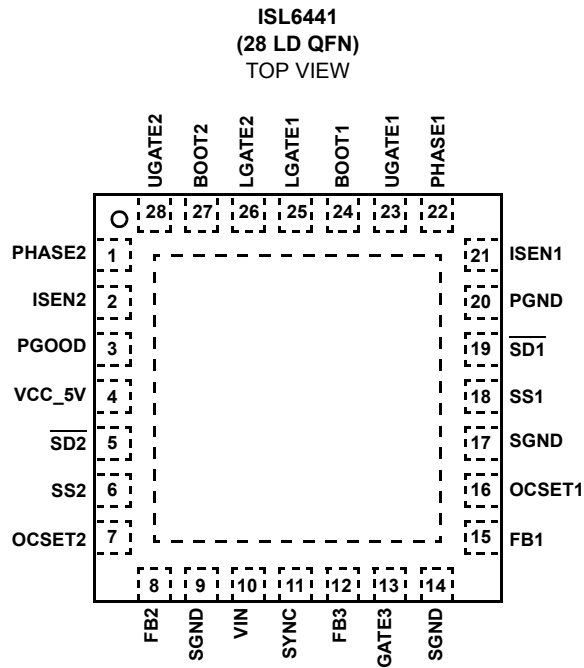 ISL6441
(28 LD QFN)
TOP VIEW
UGATE2
BOOT2
LGATE2
LGATE1
BOOT1
UGATE1
PHASE1
28
27
26
25
24
23
22
PHASE2 1
ISEN2 2
PGOOD 3
VCC_5V 4
SD2 5
SS2 6
OCSET2 7
21 ISEN1
20 PGND
19 SD1
18 SS1
17 SGND
16 OCSET1
15 FB1
8
9
10
11
12
13
14
FB2
SGND
VIN
SYNC
FB3
GATE3
SGND